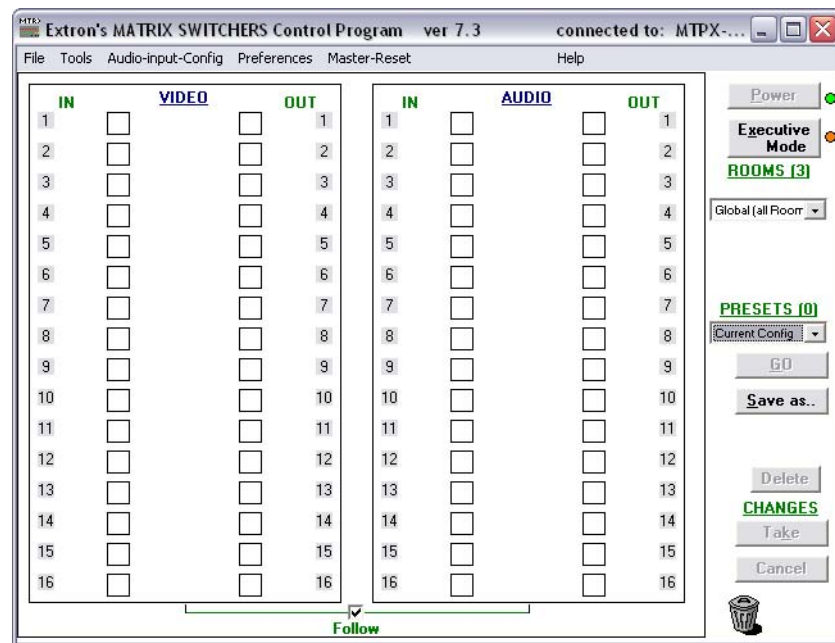 MTRX Extron's MATRIX SWITCHERS Control Program ver 7.3 connected to: MTPX-...
File Tools Audio-input-Config Preferences Master-Reset Help
IN VIDEO OUT IN AUDIO OUT
1 1 1 1
2 2 2 2
3 3 3 3
4 4 4 4
5 5 5 5
6 6 6 6
7 7 7 7
8 8 8 8
9 9 9 9
10 10 10 10
11 11 11 11
12 12 12 12
13 13 13 13
14 14 14 14
15 15 15 15
16 16 16 16
Follow
Power
Executive
Mode
ROOMS (3)
Global (all Room
PRESETS (0)
Current Config
GO
Save as..
Delete
CHANGES
Take
Cancel